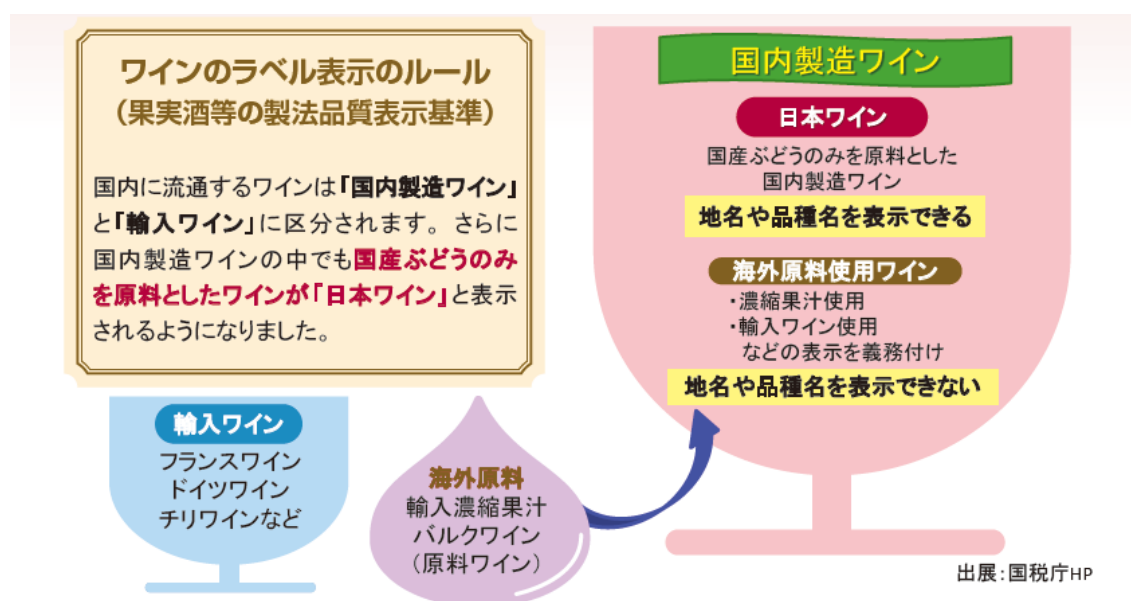 ワインのラベル表示のルール
(果実酒等の製法品質表示基準)
国内に流通するワインは「国内製造ワイン」
と「輸入ワイン」に区分されます。さらに
国内製造ワインの中でも国産ぶどうのみ
を原料としたワインが「日本ワイン」と表示
されるようになりました。
国内製造ワイン
日本ワイン
国産ぶどうのみを原料とした
国内製造ワイン
地名や品種名を表示できる
海外原料使用ワイン
・濃縮果汁使用
・輸入ワイン使用
などの表示を義務付け
地名や品種名を表示できない
輸入ワイン
フランスワイン
ドイツワイン
チリワインなど
海外原料
輸入濃縮果汁
バルクワイン
(原料ワイン)
出展:国税庁HP